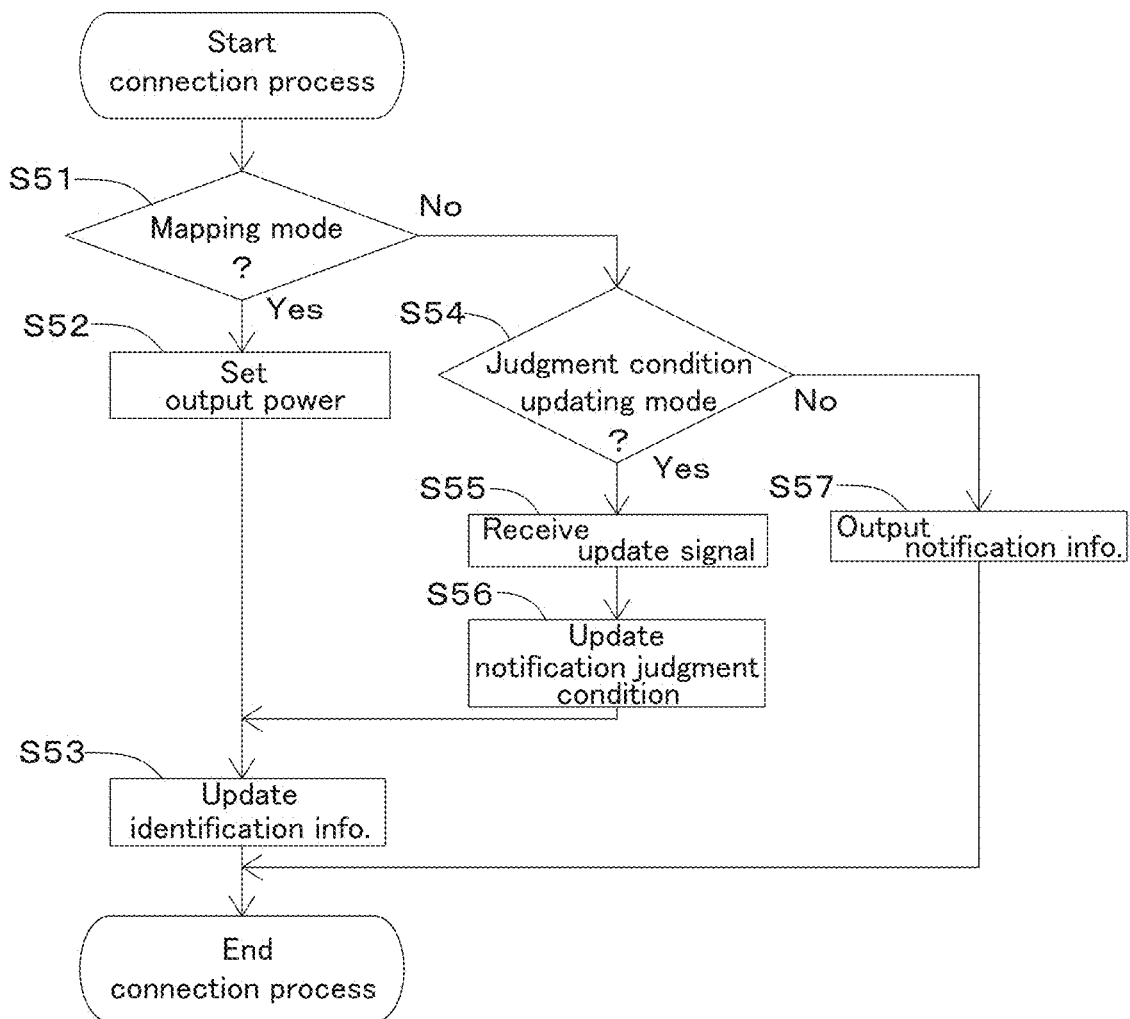 Start
connection process
S51
Mapping mode
?
No
Yes
S52
Set
output power
S54
Judgment condition
updating mode
?
No
Yes
S55
Receive
update signal
S57
Output
notification info.
S56
Update
notification judgment
condition
S53
Update
identification info.
End
connection process